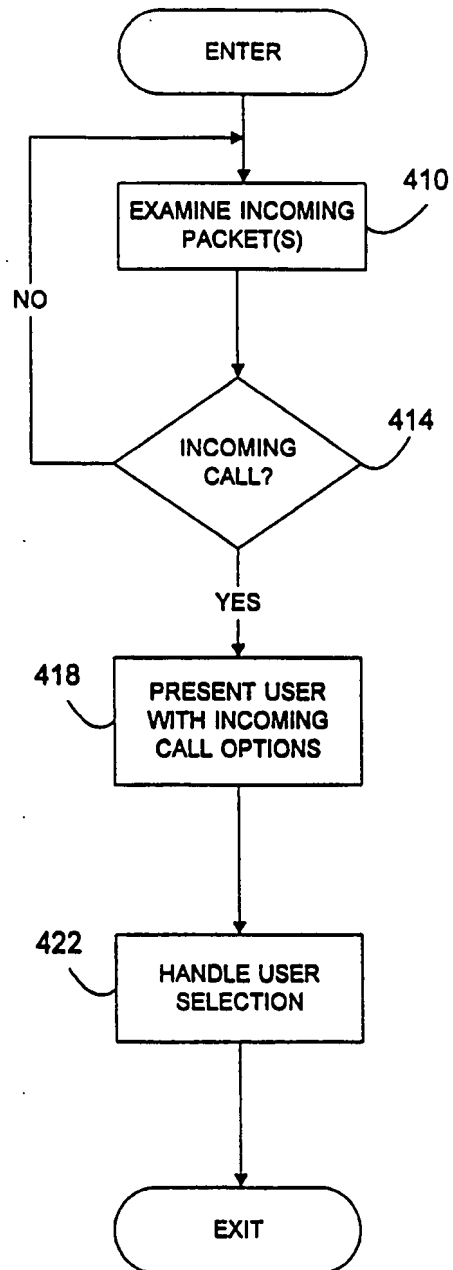 ENTER
EXAMINE INCOMING
PACKET(S)
410
NO
INCOMING
CALL?
414
YES
418
PRESENT USER
WITH INCOMING
CALL OPTIONS
422
HANDLE USER
SELECTION
EXIT